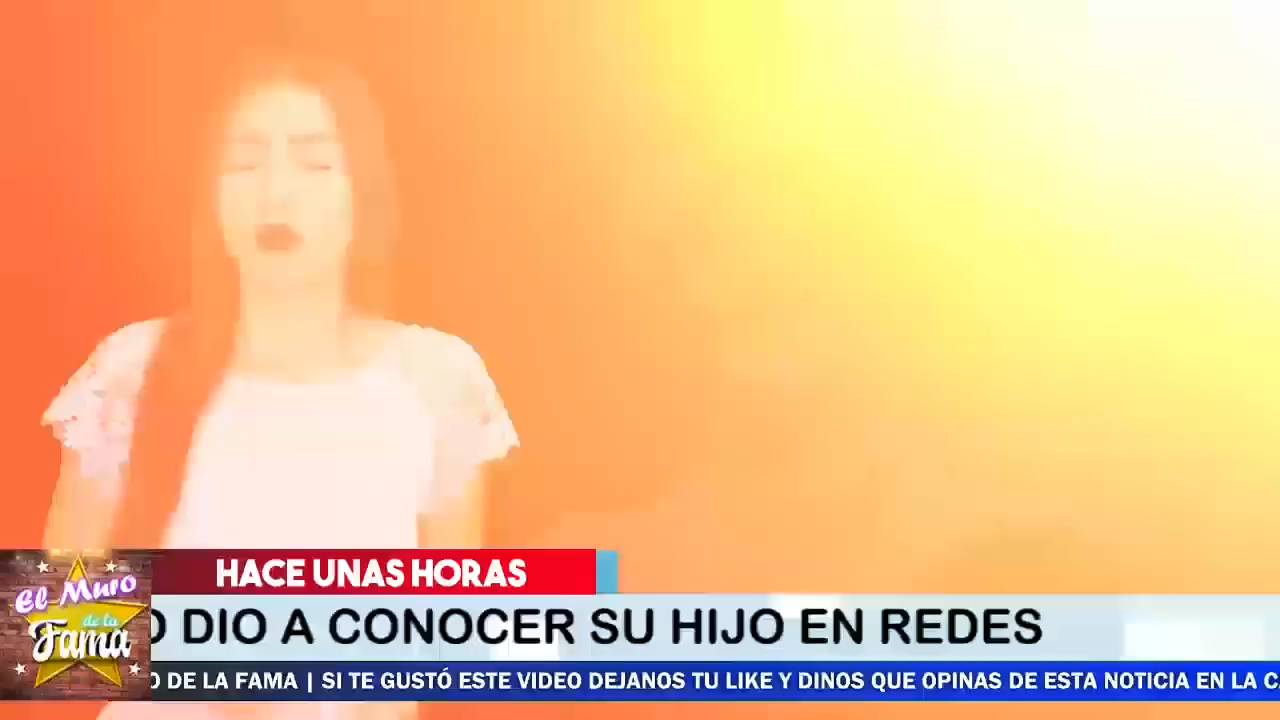 HACE UNAS HORAS
DIO A CONOCER SU HIJO EN REDES
El Muro
de la
Fama
O DE LA FAMA | SI TE GUSTÓ ESTE VIDEO DEJANOS TU LIKE Y DINOS QUE OPINAS DE ESTA NOTICIA EN LA